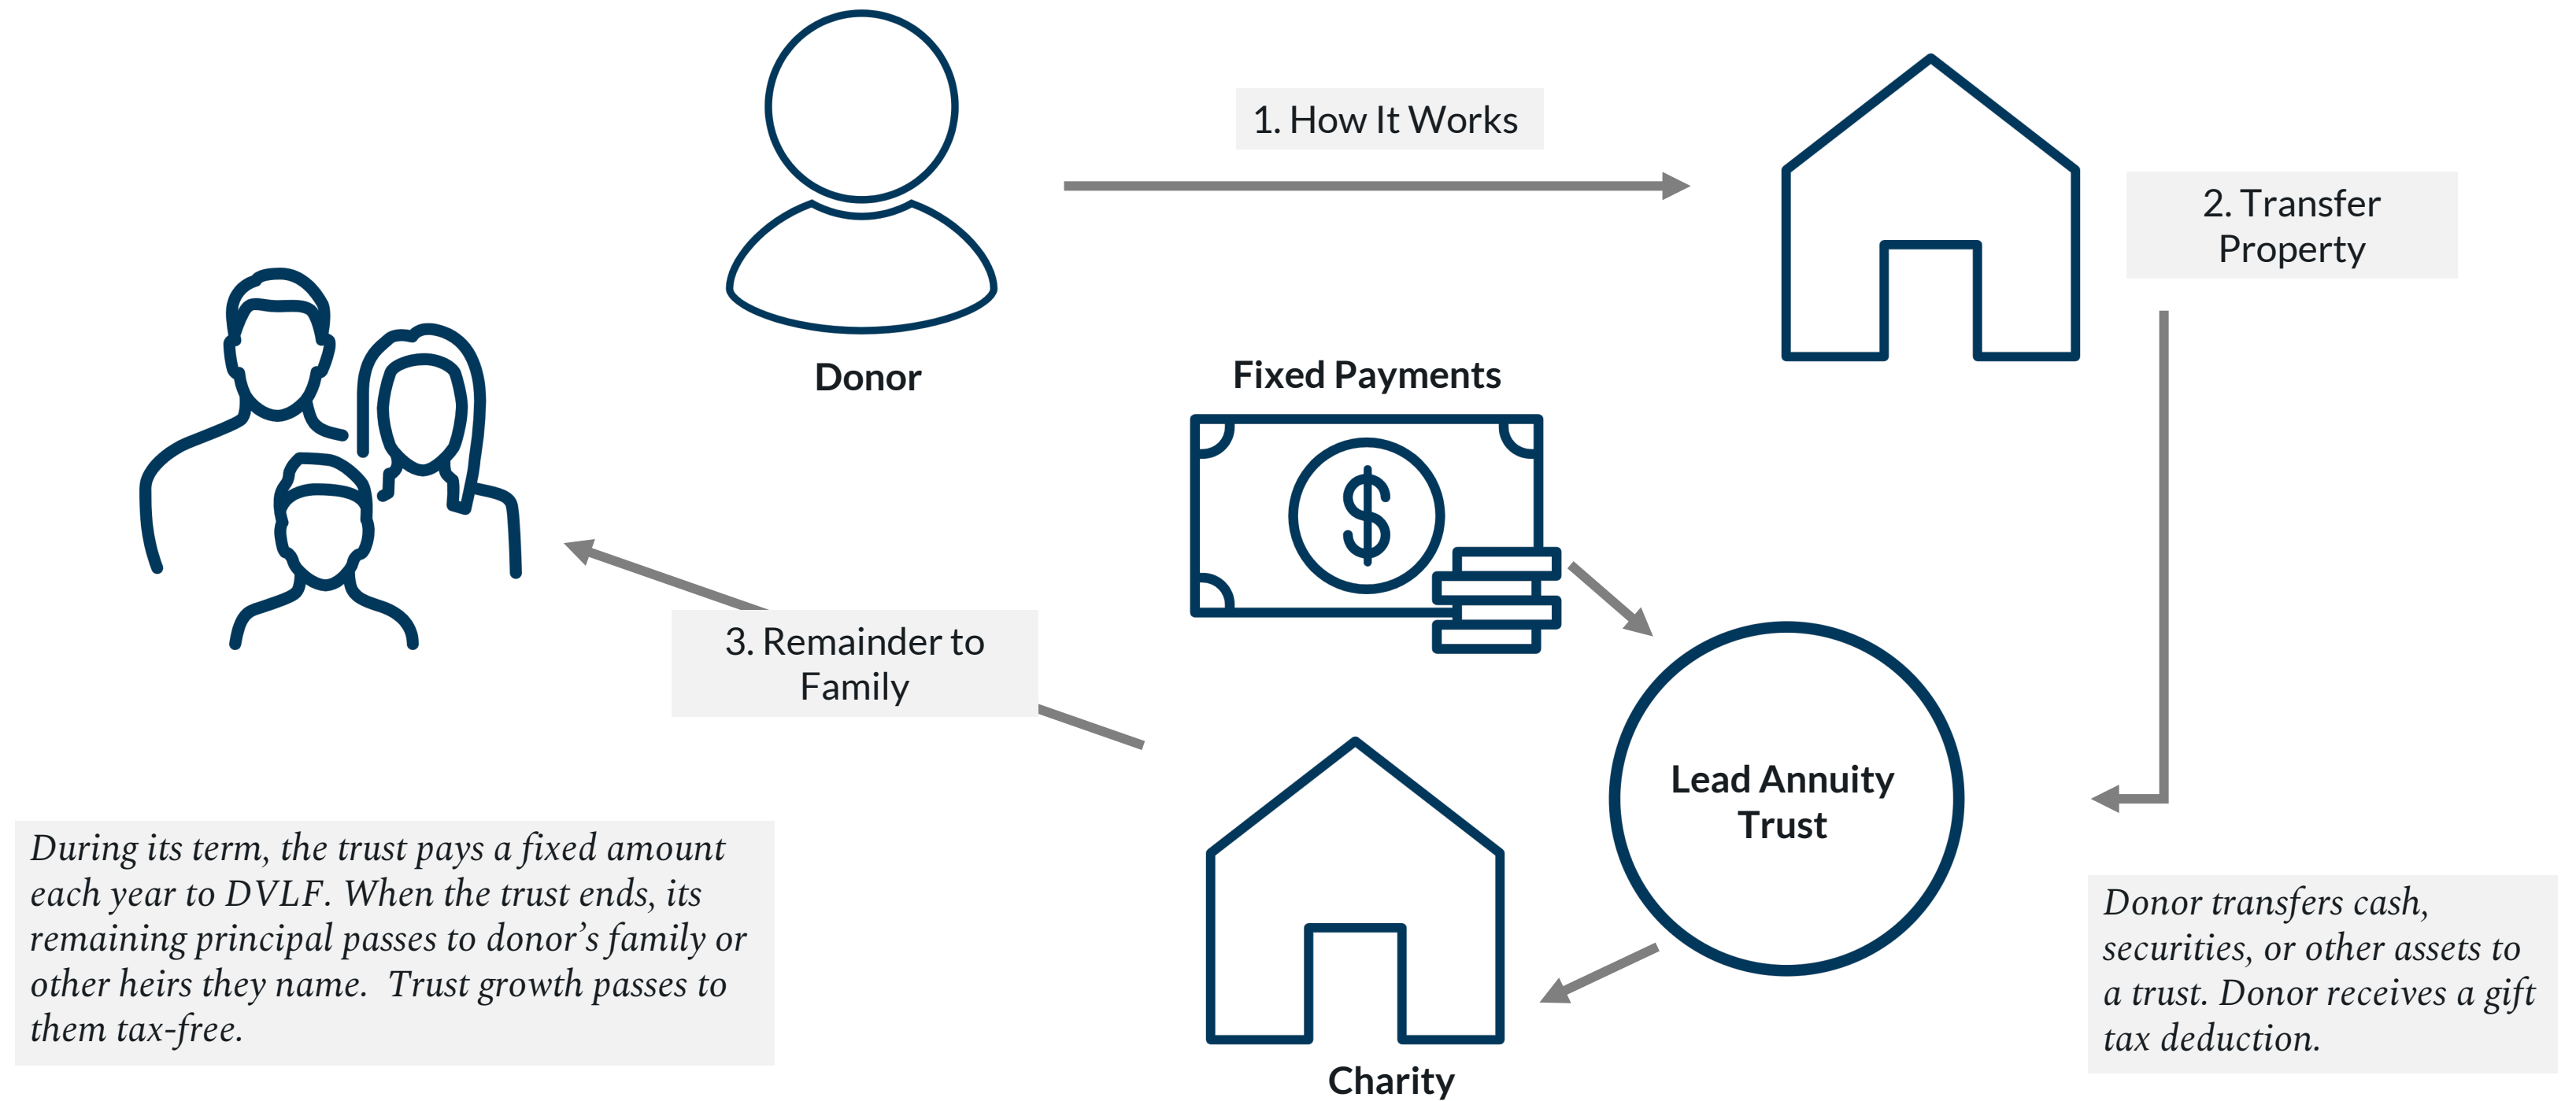 1. How It Works
2. Transfer
Property
Donor
Fixed Payments
$
3. Remainder to
Family
Lead Annuity
Trust
During its term, the trust pays a fixed amount
each year to DVLF. When the trust ends, its
remaining principal passes to donor’s family or
other heirs they name.  Trust growth passes to
them tax-free.
Donor transfers cash,
securities, or other assets to
a trust. Donor receives a gift
tax deduction.
Charity